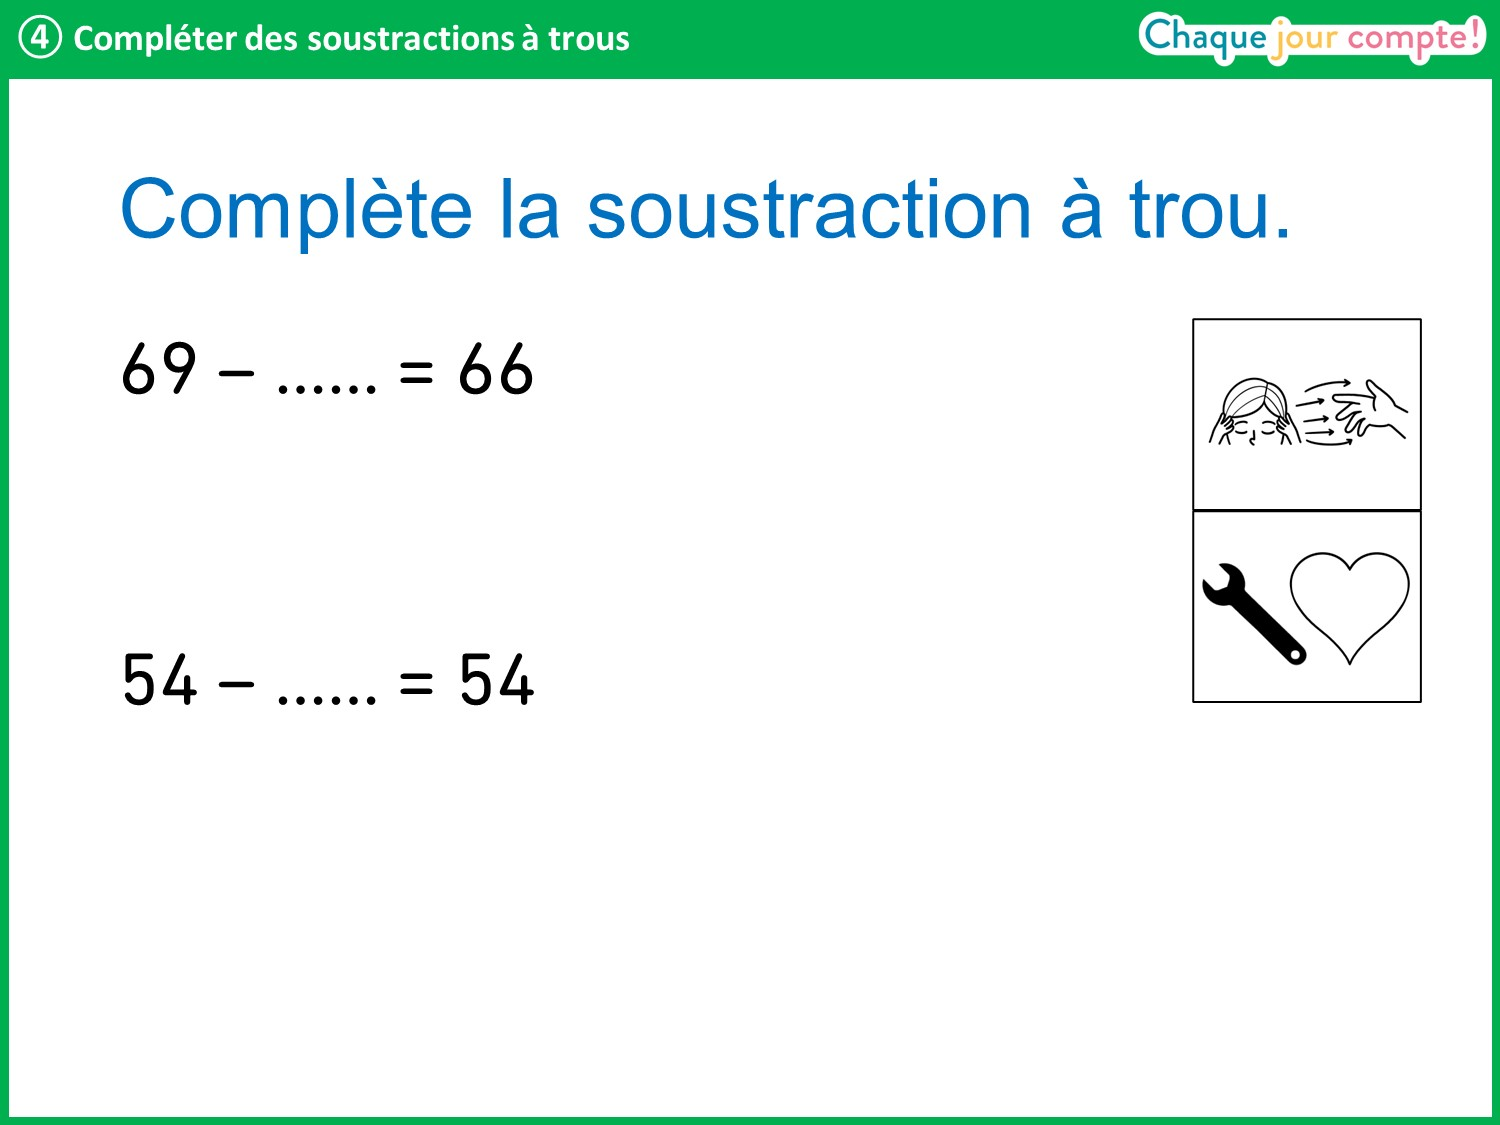 ④ Compléter des soustractions à trous
Chaque jour compte!
Complète la soustraction à trou.
69 – ...... = 66
54 – ...... = 54